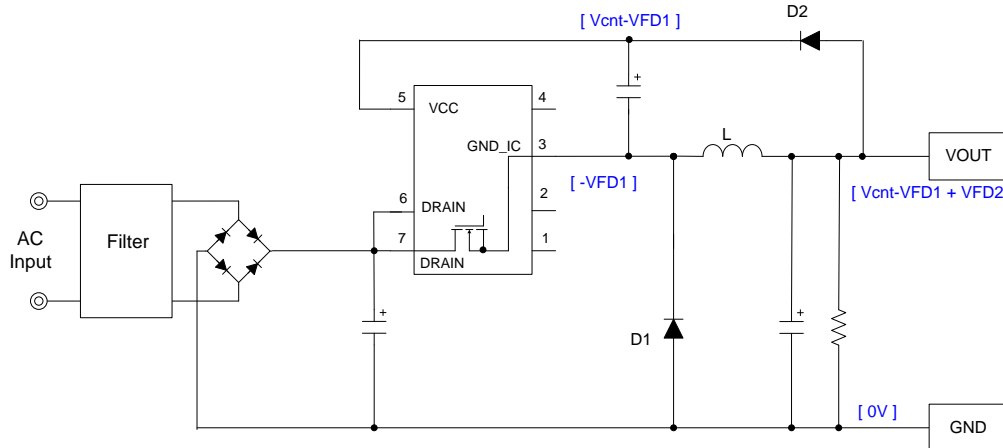 [ Vcnt-VFD1 ]
D2
5
VCC
4
GND_IC
3
L
VOUT
[ -VFD1 ]
[ Vcnt-VFD1 + VFD2
6
DRAIN
2
7
DRAIN
1
AC
Input
Filter
+
+
+
D1
[ 0V ]
GND